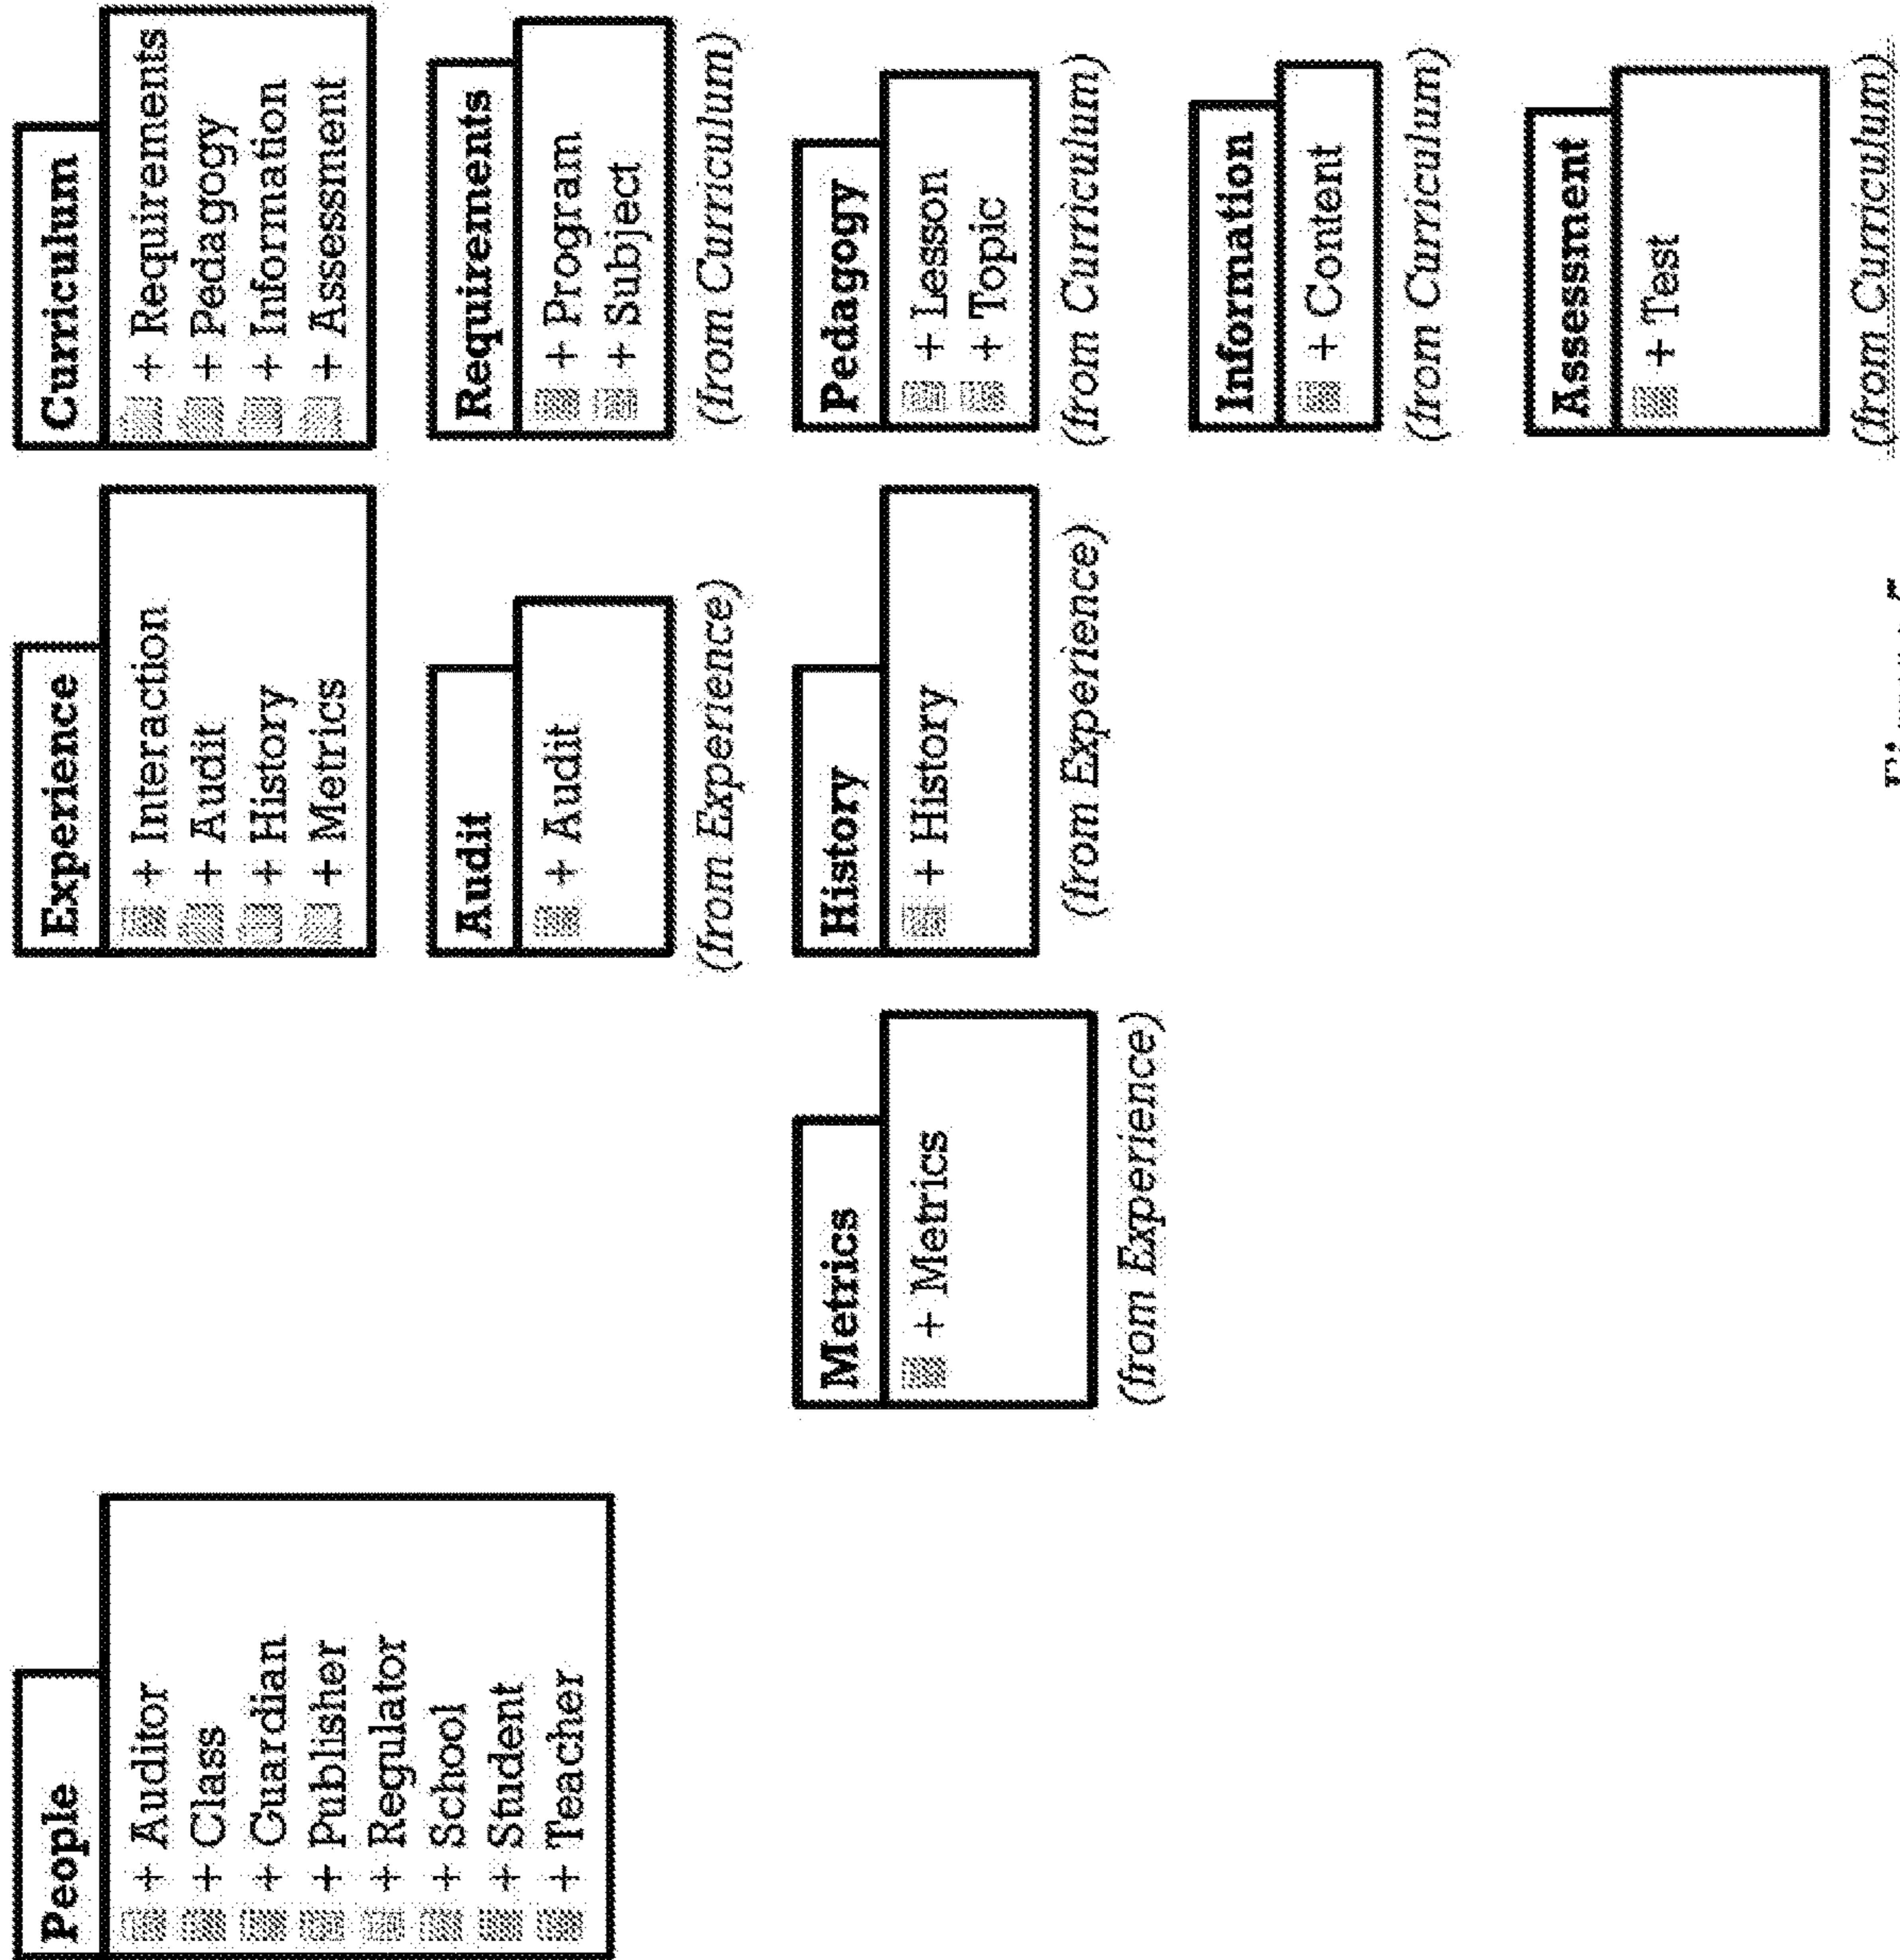 People
+ Auditor
+ Class
+ Guardian
+ Publisher
+ Regulator
+ School
+ Student
+ Teacher
Experience
+ Interaction
+ Audit
+ History
+ Metrics
Curriculum
+ Requirements
+ Pedagogy
+ Information
+ Assessment
Audit
+ Audit
(from Experience)
Requirements
+ Program
+ Subject
(from Curriculum)
Metrics
+ Metrics
(from Experience)
History
+ History
(from Experience)
Pedagogy
+ Lesson
+ Topic
(from Curriculum)
Information
+ Content
(from Curriculum)
Assessment
+ Test
(from Curriculum)